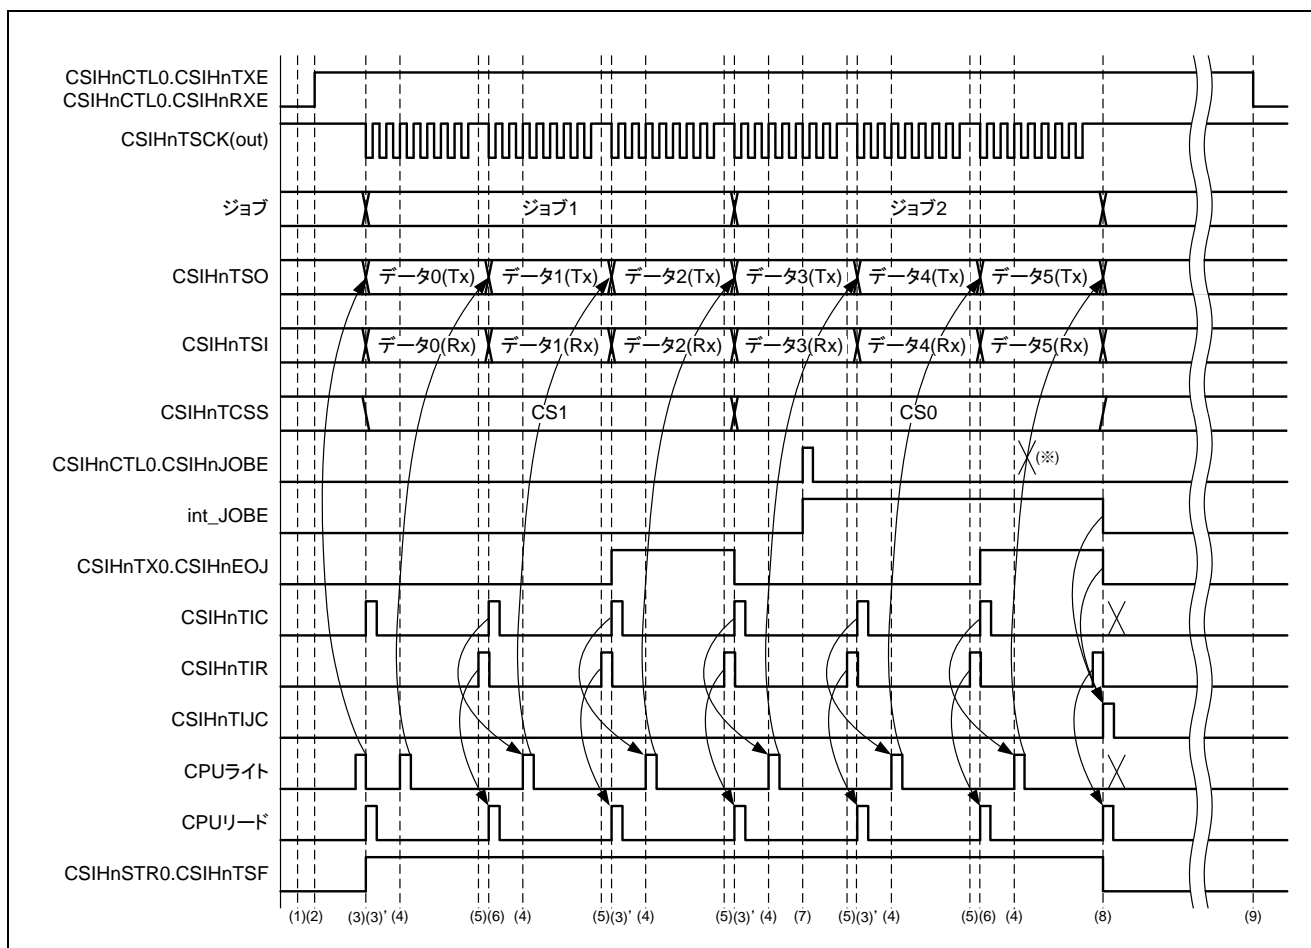 CSIHnCTL0.CSIHnTXE
CSIHnCTL0.CSIHnRXE
CSIHnTSCK(out)
ジョブ ジョブ1 ジョブ2
CSIHnTSO データ0(Tx) データ1(Tx) データ2(Tx) データ3(Tx) データ4(Tx) データ5(Tx)
CSIHnTSI データ0(Rx) データ1(Rx) データ2(Rx) データ3(Rx) データ4(Rx) データ5(Rx)
CSIHnTCSS CS1 CS0
CSIHnCTL0.CSIHnJOBE (※)
int_JOBE
CSIHnTX0.CSIHnEOJ
CSIHnTIC
CSIHnTIR
CSIHnTIJC
CPUライト
CPUリード
CSIHnSTR0.CSIHnTSF
(1)(2) (3)(3)' (4) (5)(6) (4) (5)(3)' (4) (5)(3)' (4) (7) (5)(3)' (4) (5)(6) (4) (8) (9)